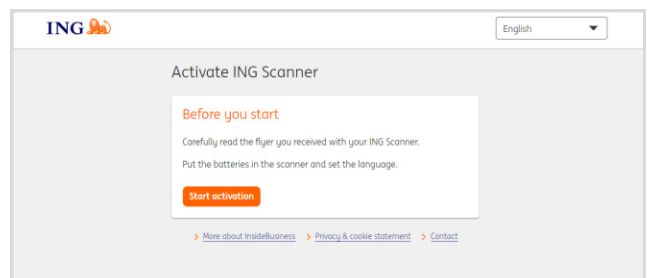 ING
English
Activate ING Scanner
Before you start
Carefully read the flyer you received with your ING Scanner.
Put the batteries in the scanner and set the language.
Start activation
More about InsideBusiness Privacy & cookie statement Contact